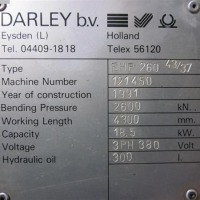 DARLEY b.v.
Eysden (L) Holland
Tel. 04409-1818 Telex 56120
Type 260 43/37
Machine Number 121450
Year of construction 1991
Bending Pressure 2600 kN.
Working Length 4300 mm.
Capacity 18.5 kW.
Voltage 3PH 380 Volt
Hydraulic oil 300 l.